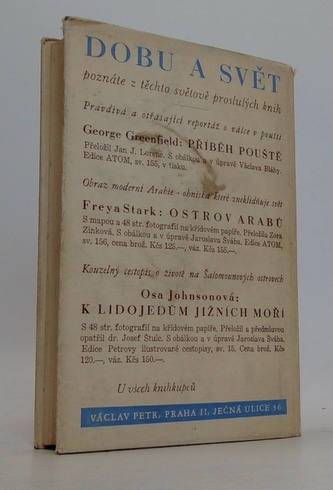 DOBU A SVĚT
poznáte z těchto světově proslulých knih
Pravdivá a otřásající reportáž o válce v poušti
George Greenfield: PŘÍBĚH POUŠTĚ
Přeložil Jan J. Lorenc. S obálkou a v úpravě Václava Bláhy.
Edice ATOM, sv. 155, v tisku.
Obraz moderní Arabie - ohniska které zneklidňuje svět
Freya Stark: OSTROV ARABŮ
S mapou a 48 str. fotografií na křídovém papíře. Přeložila Zora
Zinková. S obálkou a v úpravě Jaroslava Švába. Edice ATOM,
sv. 156, cena brož. Kčs 125.—, váz. Kčs 155.—.
Kouzelný cestopis o životě na Šalomounových ostrovech
Osa Johnsonová:
K LIDOJEDŮM JIŽNÍCH MOŘÍ
S 48 str. fotografií na křídovém papíře. Přeložil a předmluvou
opatřil dr. Josef Štulc. S obálkou a v úpravě Jaroslava Švába.
Edice Petrovy ilustrované cestopisy, sv. 15. Cena brož. Kčs
120.—, váz. Kčs 150.—.
U všech knihkupců
VÁCLAV PETR, PRAHA II, JEČNÁ ULICE 36